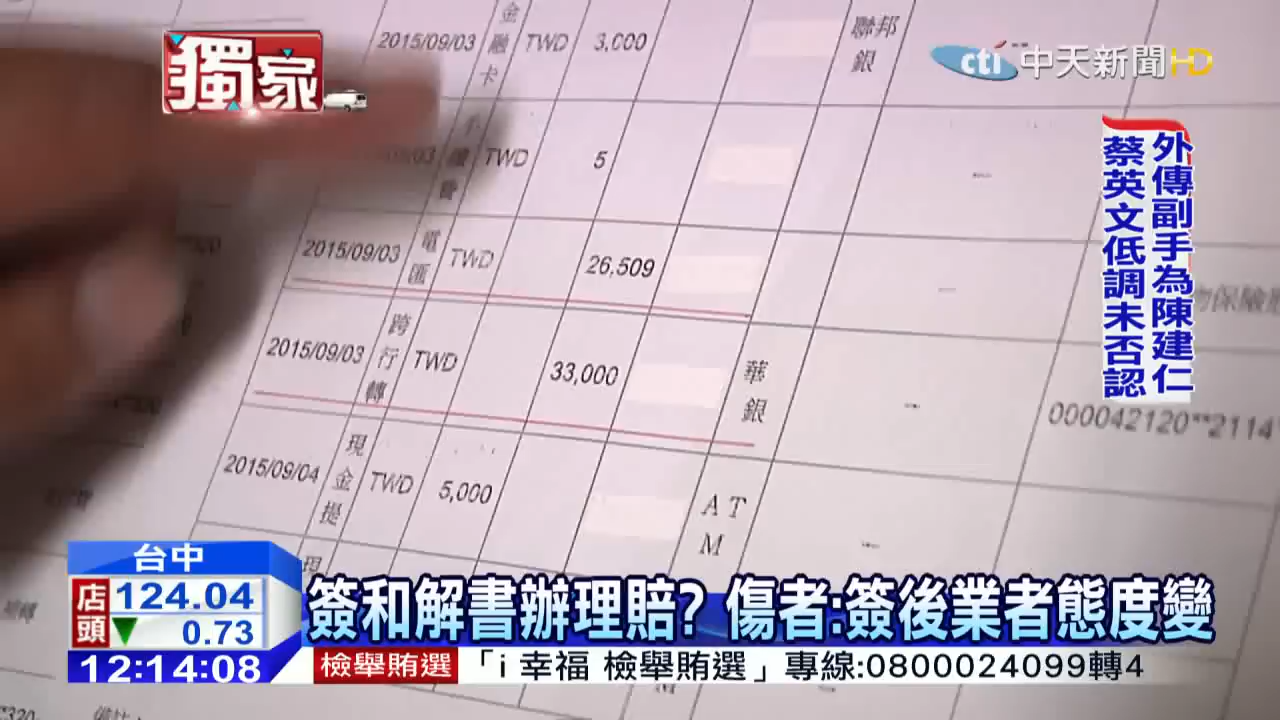 獨家
cti 中天新聞HD
外傳副手為陳建仁
蔡英文低調未否認
2015/09/03 金融卡 TWD 3,000 聯邦銀
TWD 5
2015/09/03 電匯 TWD 26,509
2015/09/03 跨行轉 TWD 33,000 華銀
000042120**2114
2015/09/04 現金提 TWD 5,000 ATM
台中
店頭 124.04
▼ 0.73
12:14:08
簽和解書辦理賠? 傷者:簽後業者態度變
檢舉賄選 「i 幸福 檢舉賄選」專線:0800024099轉4